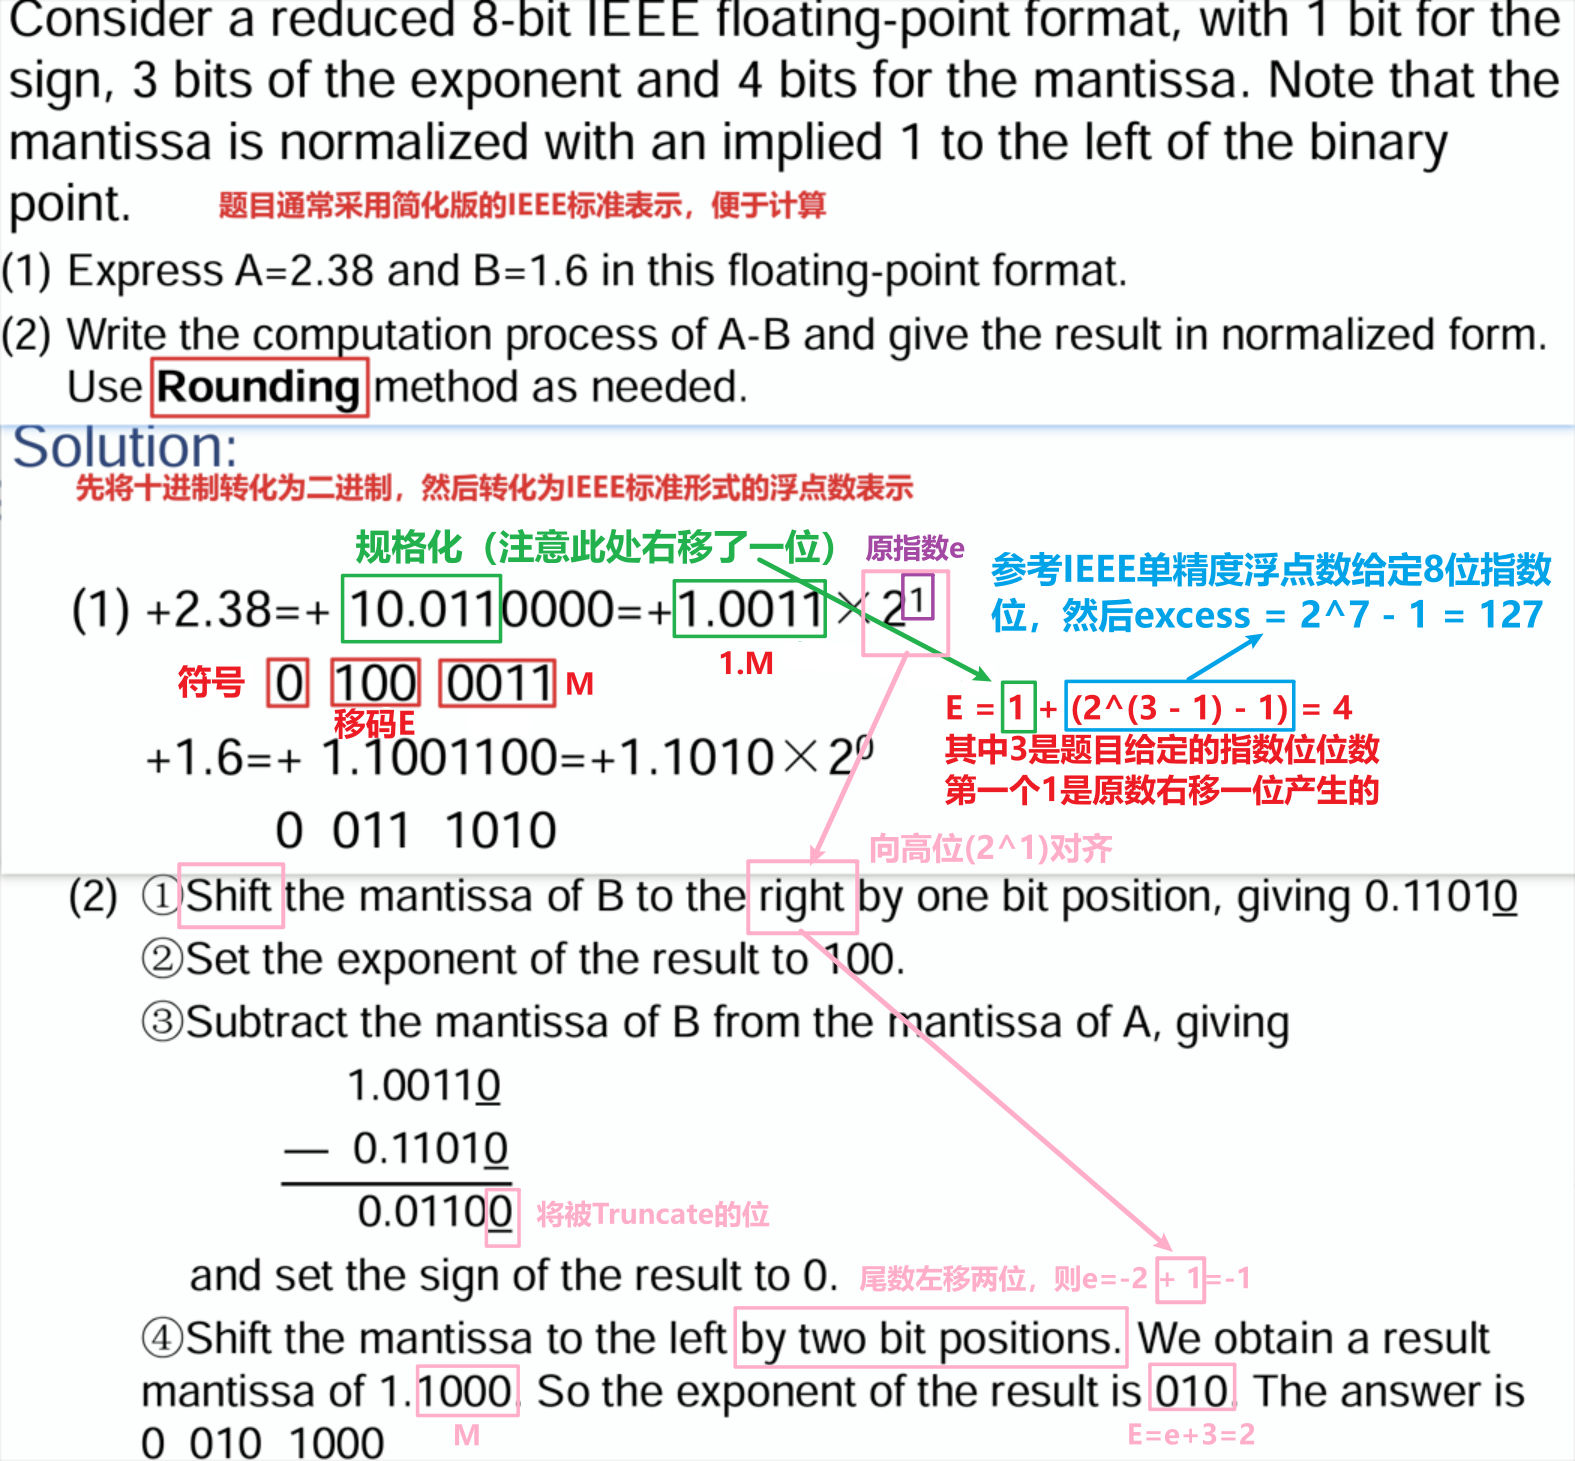 Consider a reduced 8-bit IEEE floating-point format, with 1 bit for the
sign, 3 bits of the exponent and 4 bits for the mantissa. Note that the
mantissa is normalized with an implied 1 to the left of the binary
point. 题目通常采用简化版的IEEE标准表示，便于计算
(1) Express A=2.38 and B=1.6 in this floating-point format.
(2) Write the computation process of A-B and give the result in normalized form.
Use Rounding method as needed.
Solution:
先将十进制转化为二进制，然后转化为IEEE标准形式的浮点数表示
规格化（注意此处右移了一位） 原指数e
参考IEEE单精度浮点数给定8位指数
位，然后excess = 2^7 - 1 = 127
(1) +2.38=+ 10.0110000=+1.0011×2^1
1.M
符号 0 100 0011 M
移码E
E = 1 + (2^(3 - 1) - 1) = 4
其中3是题目给定的指数位位数
第一个1是原数右移一位产生的
+1.6=+ 1.1001100=+1.1010×2^0
0 011 1010
向高位(2^1)对齐
(2) ①Shift the mantissa of B to the right by one bit position, giving 0.11010
②Set the exponent of the result to 100.
③Subtract the mantissa of B from the mantissa of A, giving
1.00110
— 0.11010
0.01100 将被Truncate的位
and set the sign of the result to 0. 尾数左移两位，则e=-2 + 1=-1
④Shift the mantissa to the left by two bit positions. We obtain a result
mantissa of 1.1000. So the exponent of the result is 010. The answer is
0 010 1000 M E=e+3=2